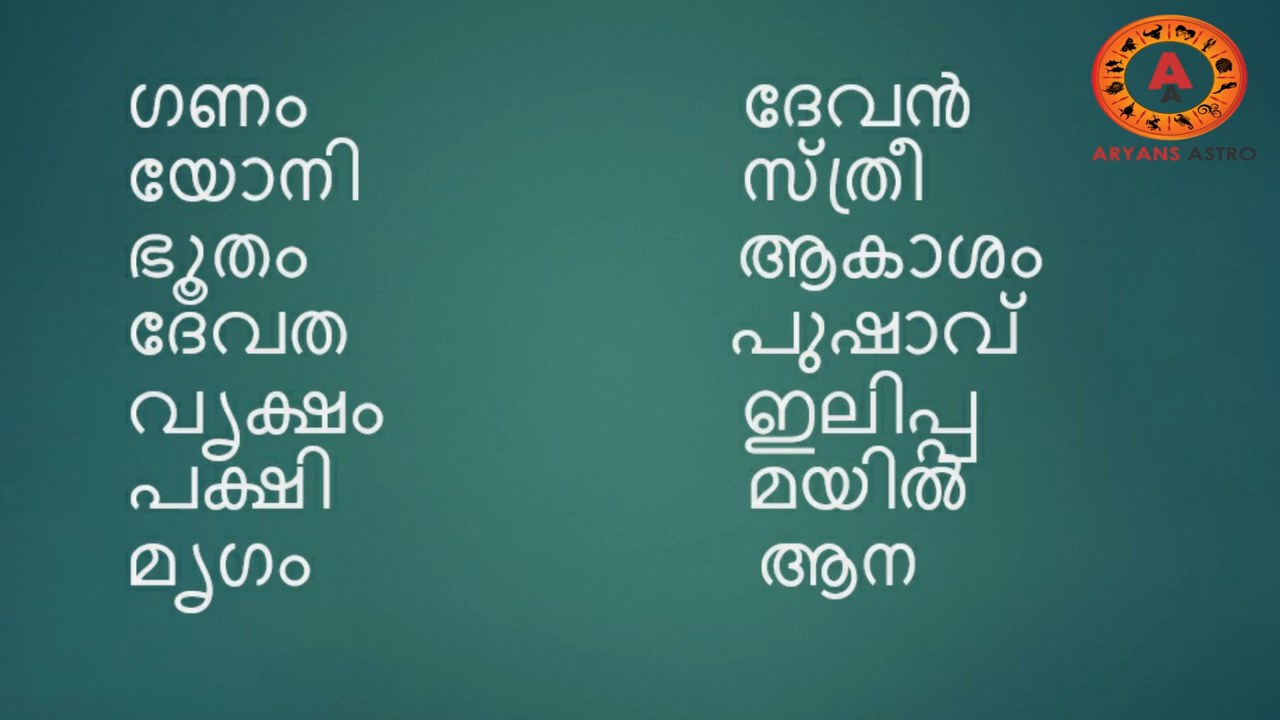 ഗണം ദേവൻ
യോനി സ്ത്രീ
ഭൂതം ആകാശം
ദേവത പുഷാവ്
വൃക്ഷം ഇലിപ്പ
പക്ഷി മയിൽ
മൃഗം ആന
A
A
ARYANS ASTRO